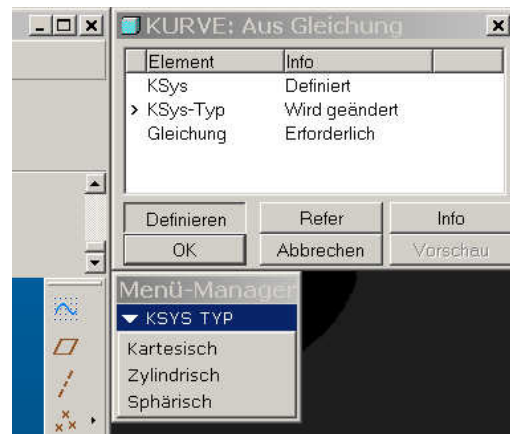 KURVE: Aus Gleichung
Element Info
KSys Definiert
KSys-Typ Wird geändert
Gleichung Erforderlich
Definieren Refer Info
OK Abbrechen Vorschau
Menü-Manager
KSYS TYP
Kartesisch
Zylindrisch
Sphärisch